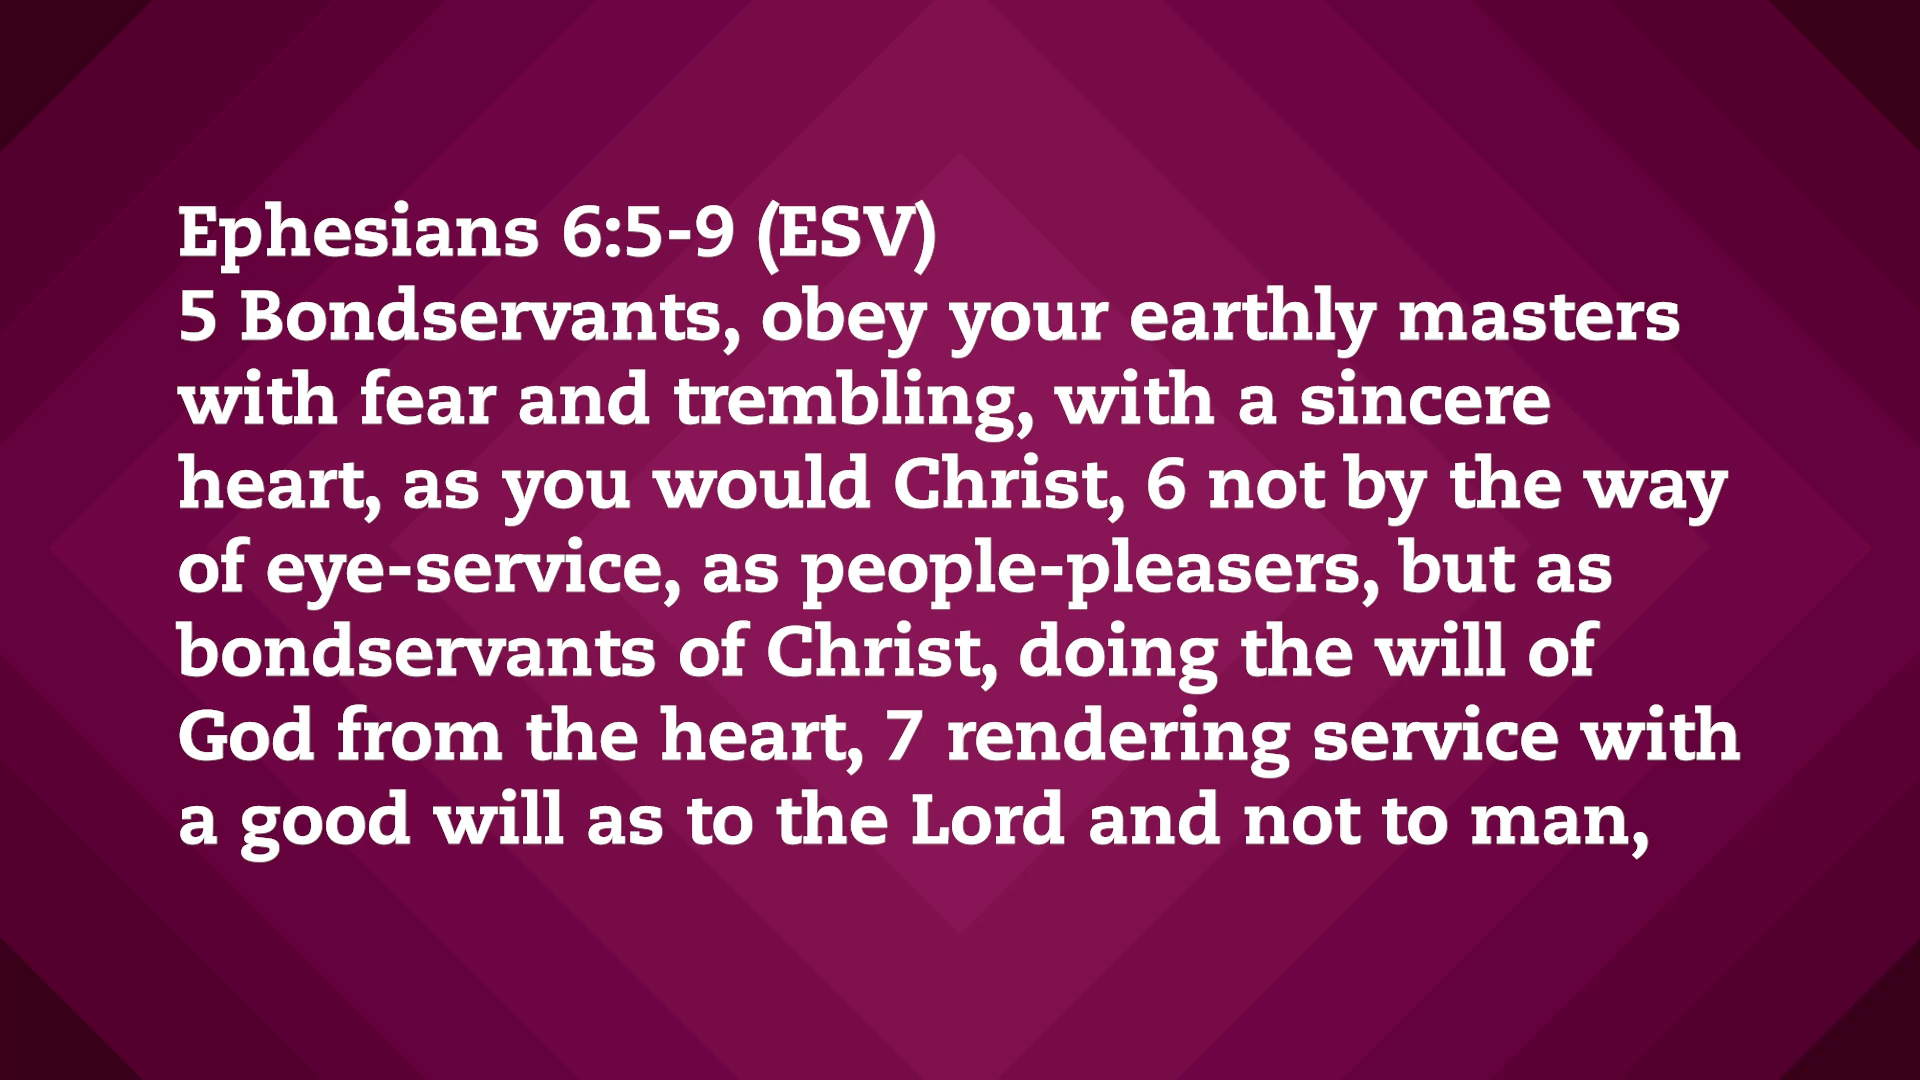 Ephesians 6:5-9 (ESV)
5 Bondservants, obey your earthly masters
with fear and trembling, with a sincere
heart, as you would Christ, 6 not by the way
of eye-service, as people-pleasers, but as
bondservants of Christ, doing the will of
God from the heart, 7 rendering service with
a good will as to the Lord and not to man,